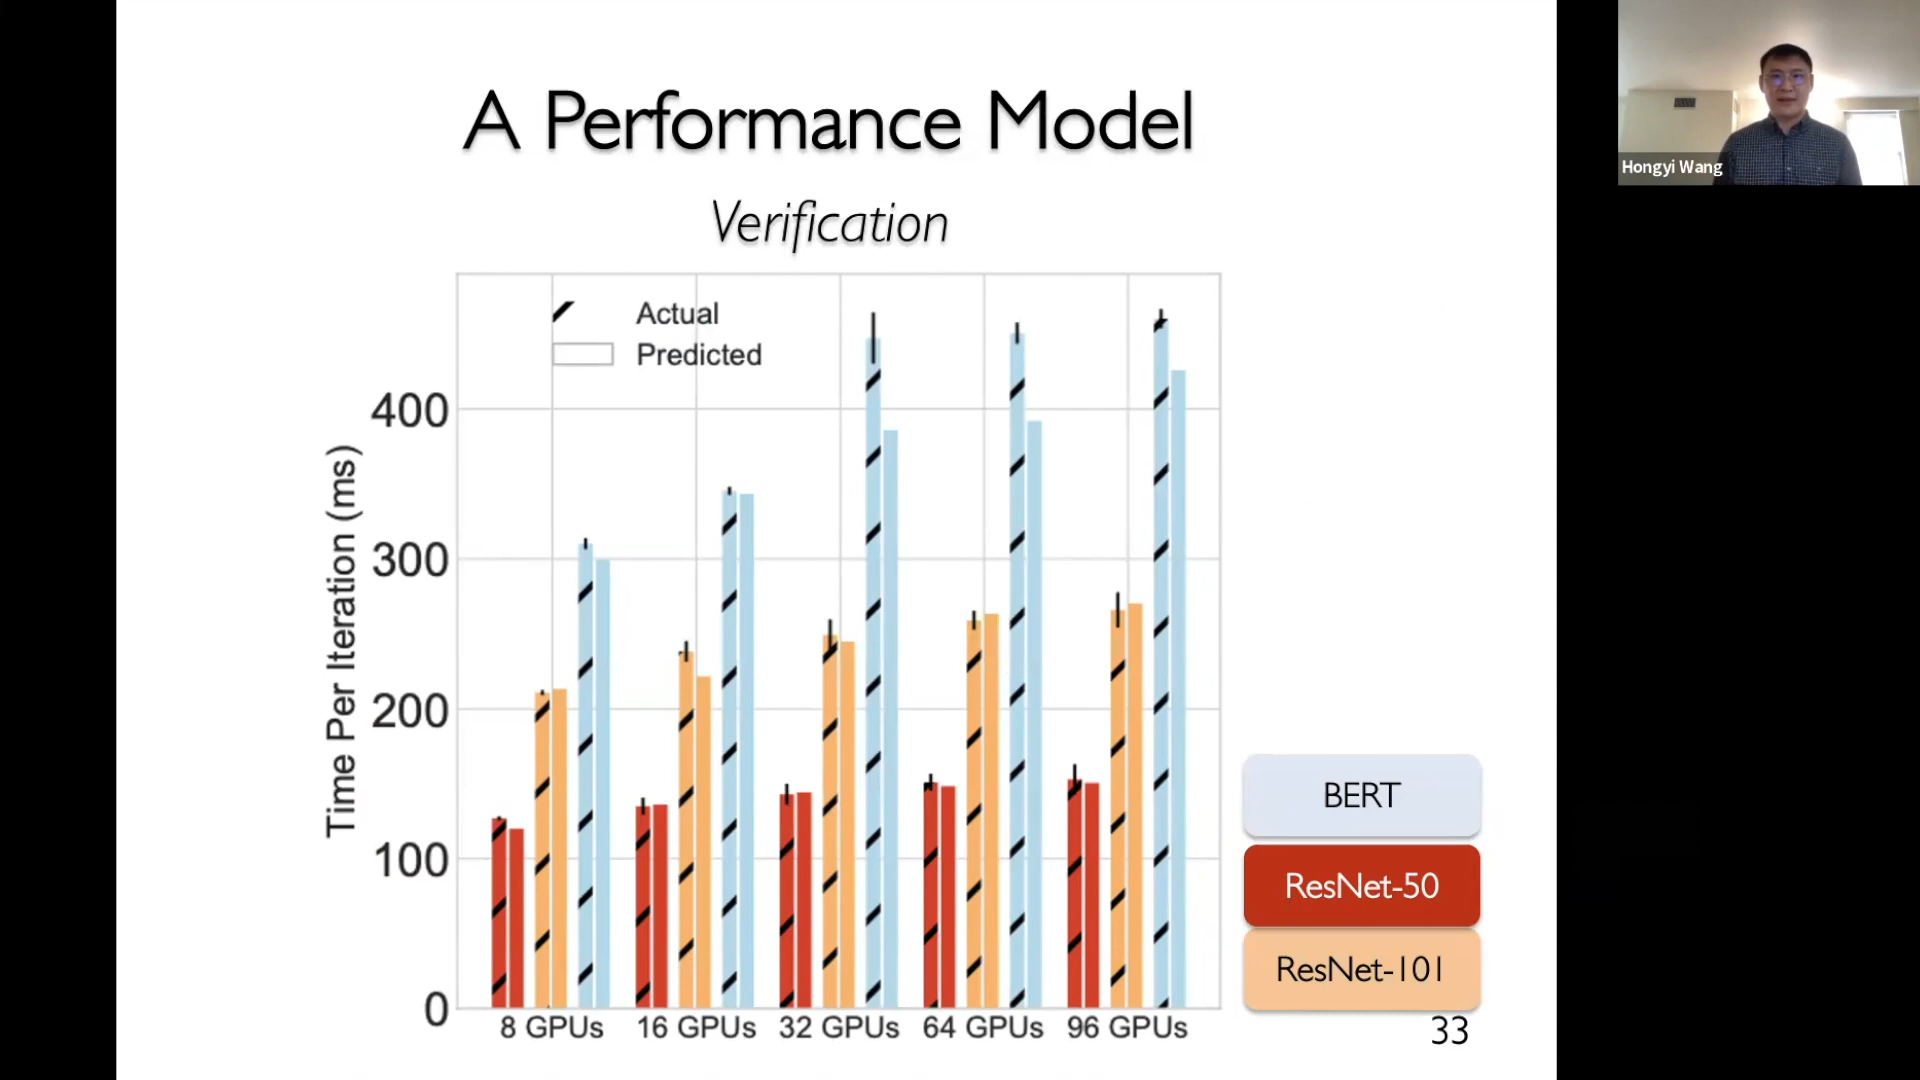 A Performance Model
Verification
Actual
Predicted
Time Per Iteration (ms)
400
300
200
100
0
8 GPUs
16 GPUs
32 GPUs
64 GPUs
96 GPUs
BERT
ResNet-50
ResNet-101
33
Hongyi Wang